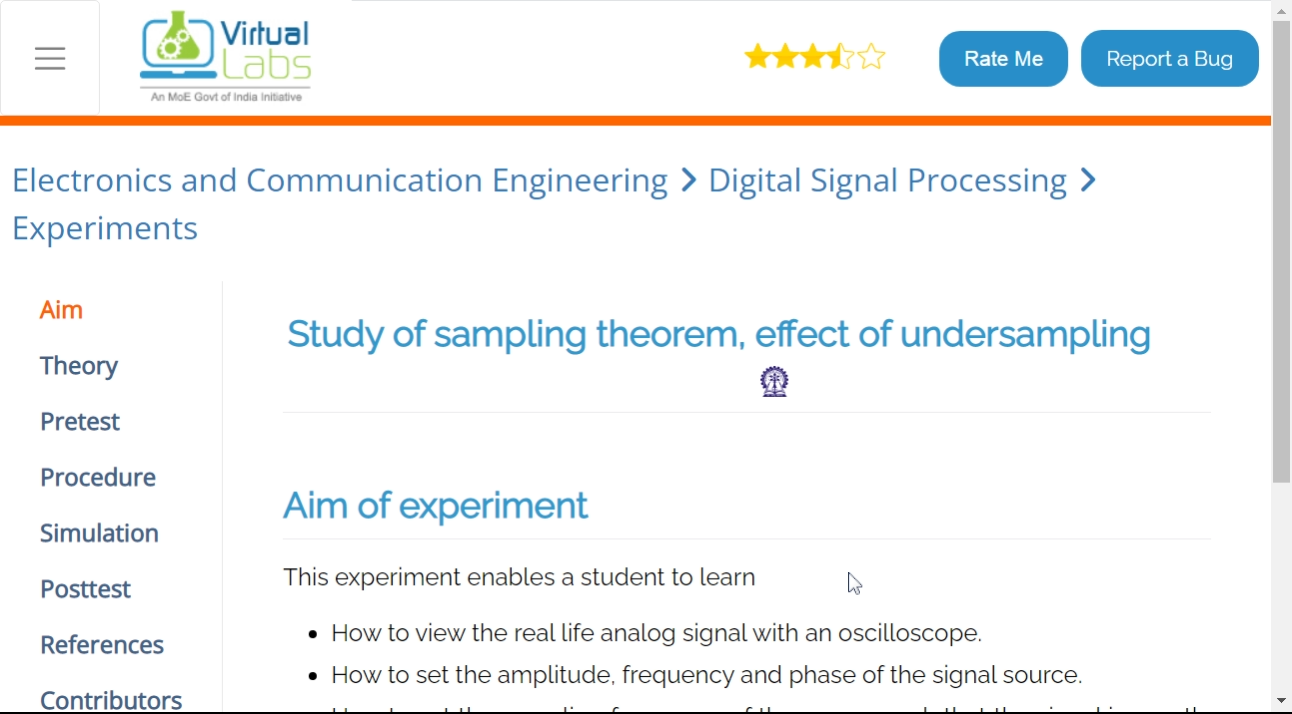 Virtual
Labs
An MoE Govt of India Initiative
Rate Me
Report a Bug
Electronics and Communication Engineering > Digital Signal Processing >
Experiments
Aim
Theory
Pretest
Procedure
Simulation
Posttest
References
Contributors
Study of sampling theorem, effect of undersampling
Aim of experiment
This experiment enables a student to learn
• How to view the real life analog signal with an oscilloscope.
• How to set the amplitude, frequency and phase of the signal source.